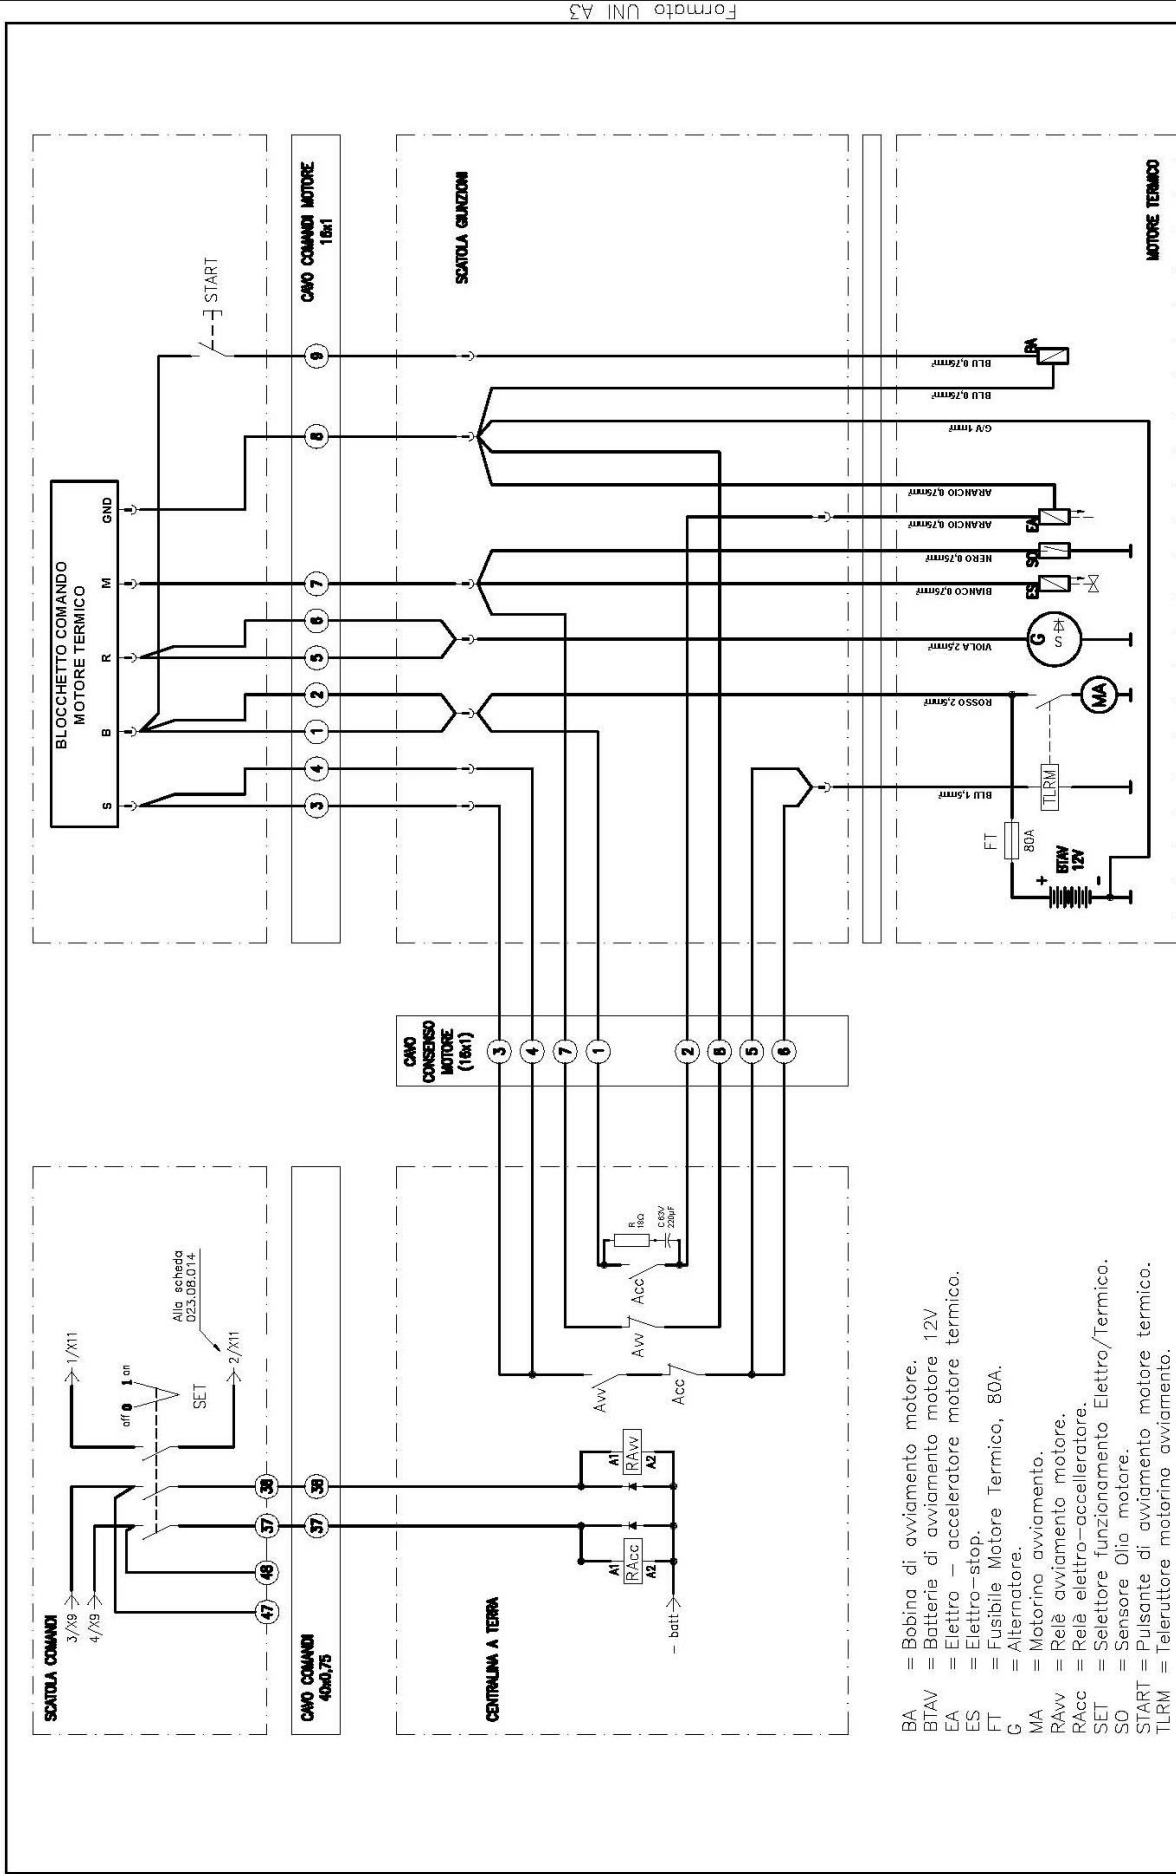 Formato UNI A3
SCATOLA COMANDI
3/X9
4/X9
off 0 1 on
SET
1/X11
2/X11
Alla scheda
023.08.014
47
48
37
38
CAVO COMANDI
40x0,75
37
38
CENTRALINA A TERRA
A1
RAcc
A2
A1
RAvv
A2
- batt
Avv
Acc
Avv
Acc
R
18Ω
C 63V
220µF
CAVO
CONSENSO
MOTORE
(16x1)
3
4
7
1
2
8
5
6
BLOCCHETTO COMANDO
MOTORE TERMICO
S
B
R
M
GND
START
CAVO COMANDI MOTORE
16x1
3
4
1
2
5
6
7
8
9
SCATOLA GIUNZIONI
BLU 1,5mm²
ROSSO 2,5mm²
VIOLA 2,5mm²
BIANCO 0,75mm²
NERO 0,75mm²
ARANCIO 0,75mm²
ARANCIO 0,75mm²
G/V 1mm²
BLU 0,75mm²
BLU 0,75mm²
MOTORE TERMICO
FT
80A
+
BTAV
12V
-
TLRM
MA
G
S
ES
SO
EA
BA
BA = Bobina di avviamento motore.
BTAV = Batterie di avviamento motore 12V
EA = Elettro - acceleratore motore termico.
ES = Elettro-stop.
FT = Fusibile Motore Termico, 80A.
G = Alternatore.
MA = Motorino avviamento.
RAvv = Relè avviamento motore.
RAcc = Relè elettro-accelleratore.
SET = Selettore funzionamento Elettro/Termico.
SO = Sensore Olio motore.
START = Pulsante di avviamento motore termico.
TLRM = Teleruttore motorino avviamento.